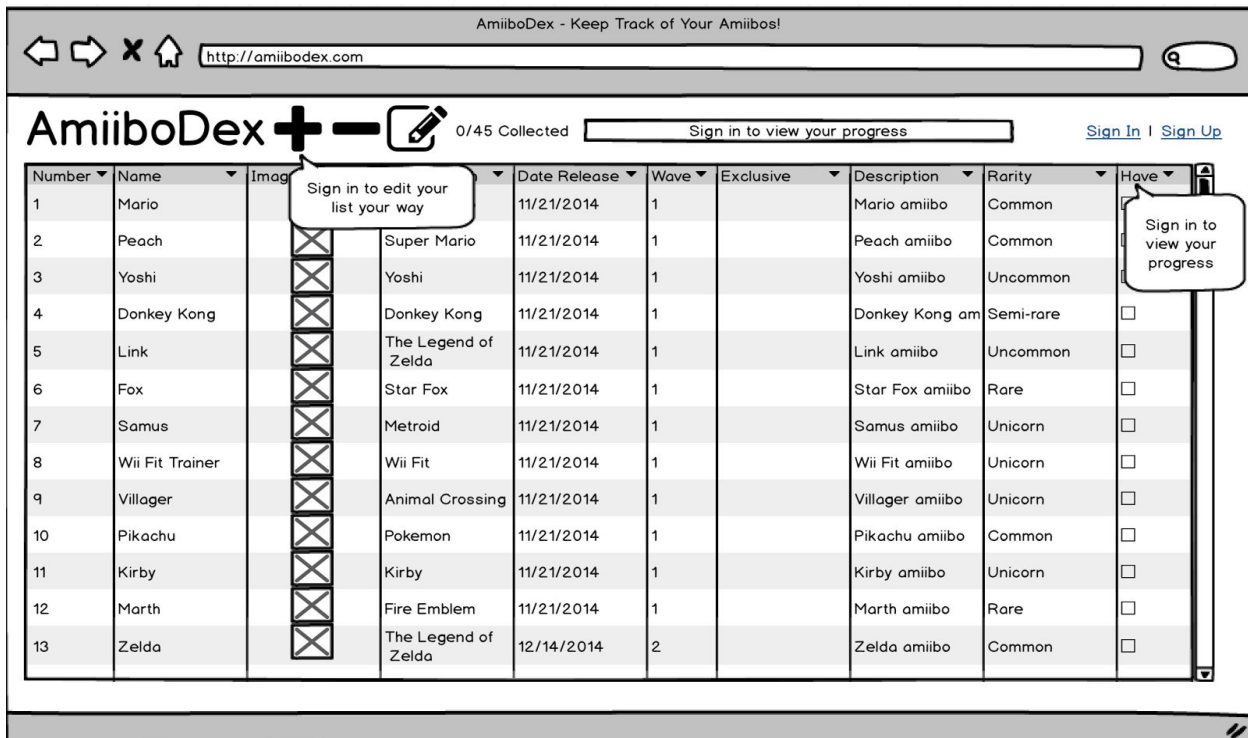 AmiiboDex - Keep Track of Your Amiibos!
http://amiibodex.com
AmiiboDex 0/45 Collected Sign in to view your progress Sign In | Sign Up
Number Name Imag Date Release Wave Exclusive Description Rarity Have
Sign in to edit your
list your way
Sign in to
view your
progress
1 Mario 11/21/2014 1 Mario amiibo Common
2 Peach Super Mario 11/21/2014 1 Peach amiibo Common
3 Yoshi Yoshi 11/21/2014 1 Yoshi amiibo Uncommon
4 Donkey Kong Donkey Kong 11/21/2014 1 Donkey Kong am Semi-rare
5 Link The Legend of Zelda 11/21/2014 1 Link amiibo Uncommon
6 Fox Star Fox 11/21/2014 1 Star Fox amiibo Rare
7 Samus Metroid 11/21/2014 1 Samus amiibo Unicorn
8 Wii Fit Trainer Wii Fit 11/21/2014 1 Wii Fit amiibo Unicorn
9 Villager Animal Crossing 11/21/2014 1 Villager amiibo Unicorn
10 Pikachu Pokemon 11/21/2014 1 Pikachu amiibo Common
11 Kirby Kirby 11/21/2014 1 Kirby amiibo Unicorn
12 Marth Fire Emblem 11/21/2014 1 Marth amiibo Rare
13 Zelda The Legend of Zelda 12/14/2014 2 Zelda amiibo Common